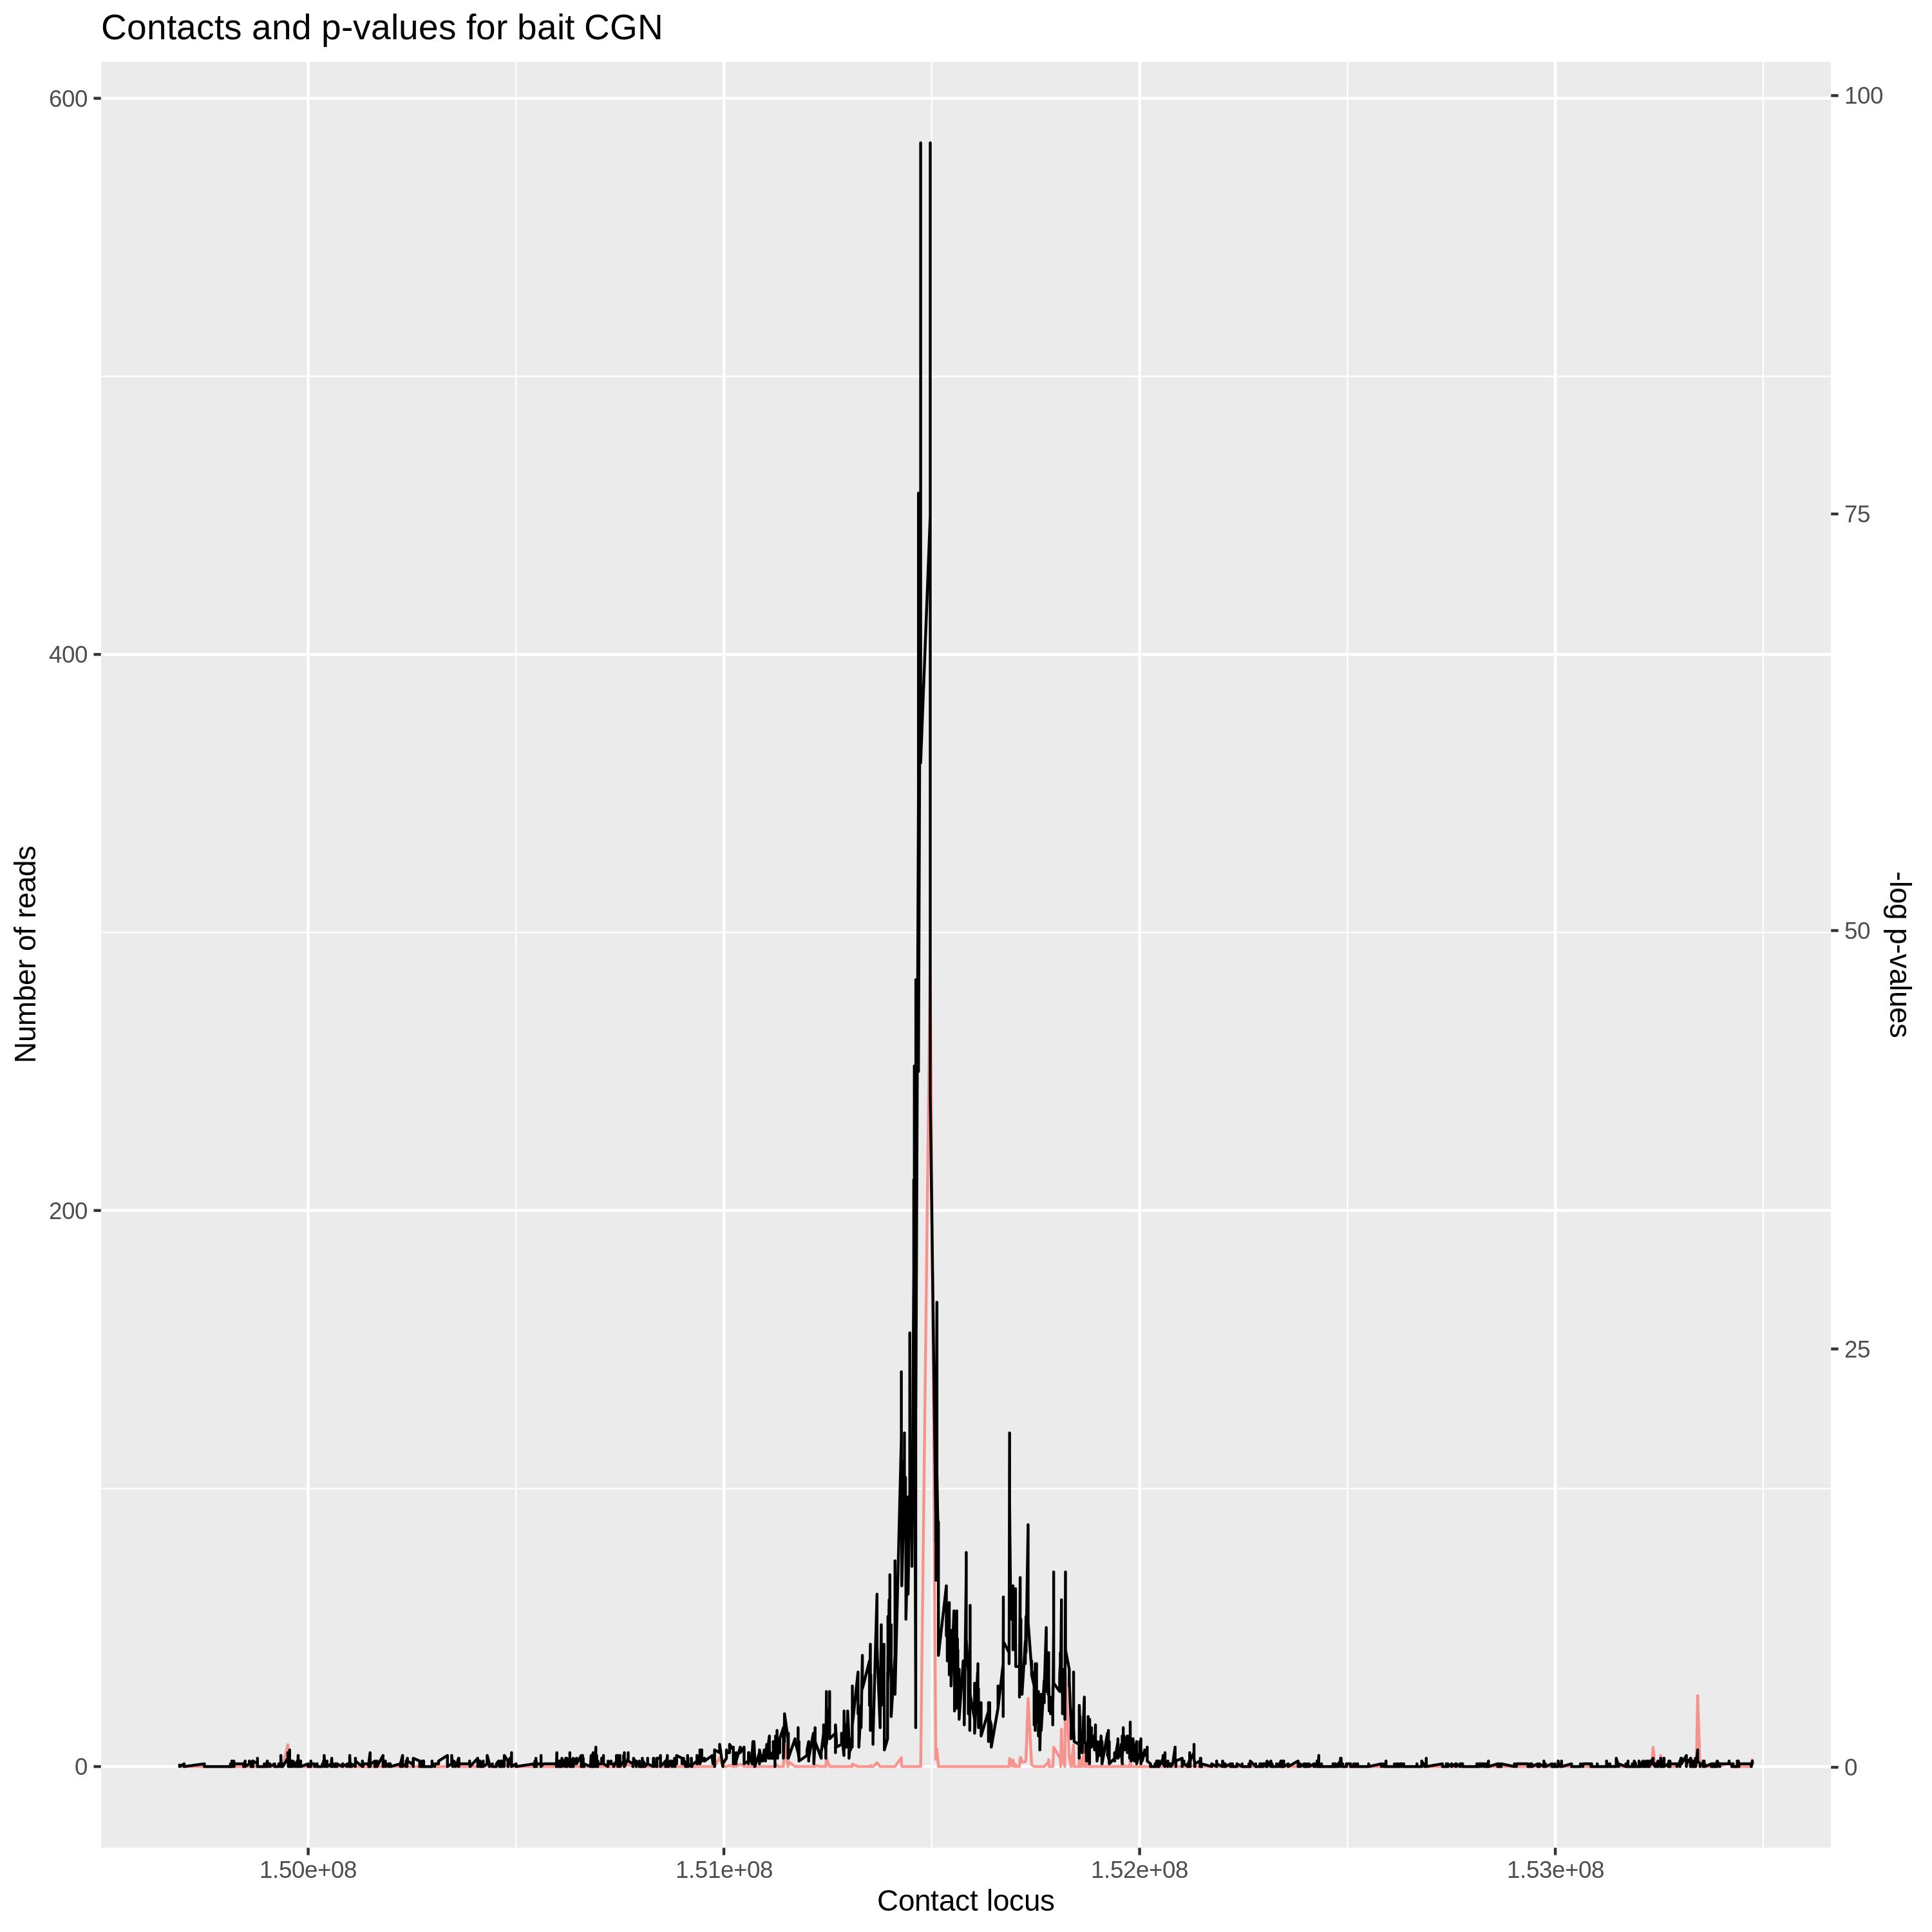 Contacts and p-values for bait CGN
600
400
200
0
Number of reads
100
75
50
25
0
-log p-values
1.50e+08
1.51e+08
1.52e+08
1.53e+08
Contact locus